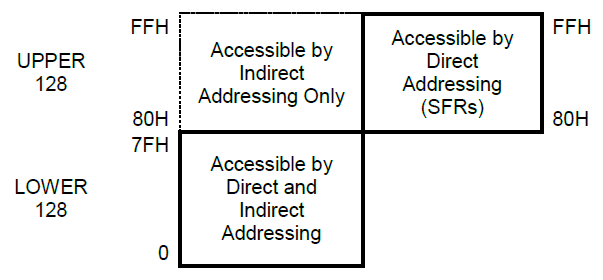 FFH
UPPER
128
80H
Accessible by
Indirect
Addressing Only
Accessible by
Direct
Addressing
(SFRs)
FFH
80H
7FH
LOWER
128
0
Accessible by
Direct and
Indirect
Addressing